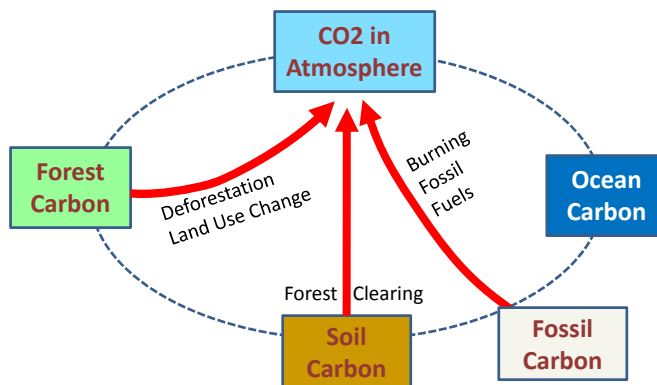 CO2 in
Atmosphere
Forest
Carbon
Deforestation
Land Use Change
Burning
Fossil
Fuels
Ocean
Carbon
Forest Clearing
Soil
Carbon
Fossil
Carbon